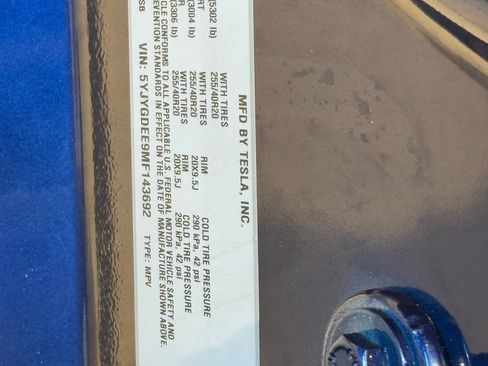 MFD BY TESLA, INC.
(5302 lb) WITH TIRES RIM COLD TIRE PRESSURE
RT 255/40R20 20X9.5J 290 kPa, 42 psi
(3004 lb) WITH TIRES RIM COLD TIRE PRESSURE
R 255/40R20 20X9.5J 290 kPa, 42 psi
(3306 lb)
CLE CONFORMS TO ALL APPLICABLE U.S. FEDERAL MOTOR VEHICLE SAFETY AND
EVENTION STANDARDS IN EFFECT ON THE DATE OF MANUFACTURE SHOWN ABOVE.
SB VIN: 5YJYGDEE9MF143692 TYPE: MPV